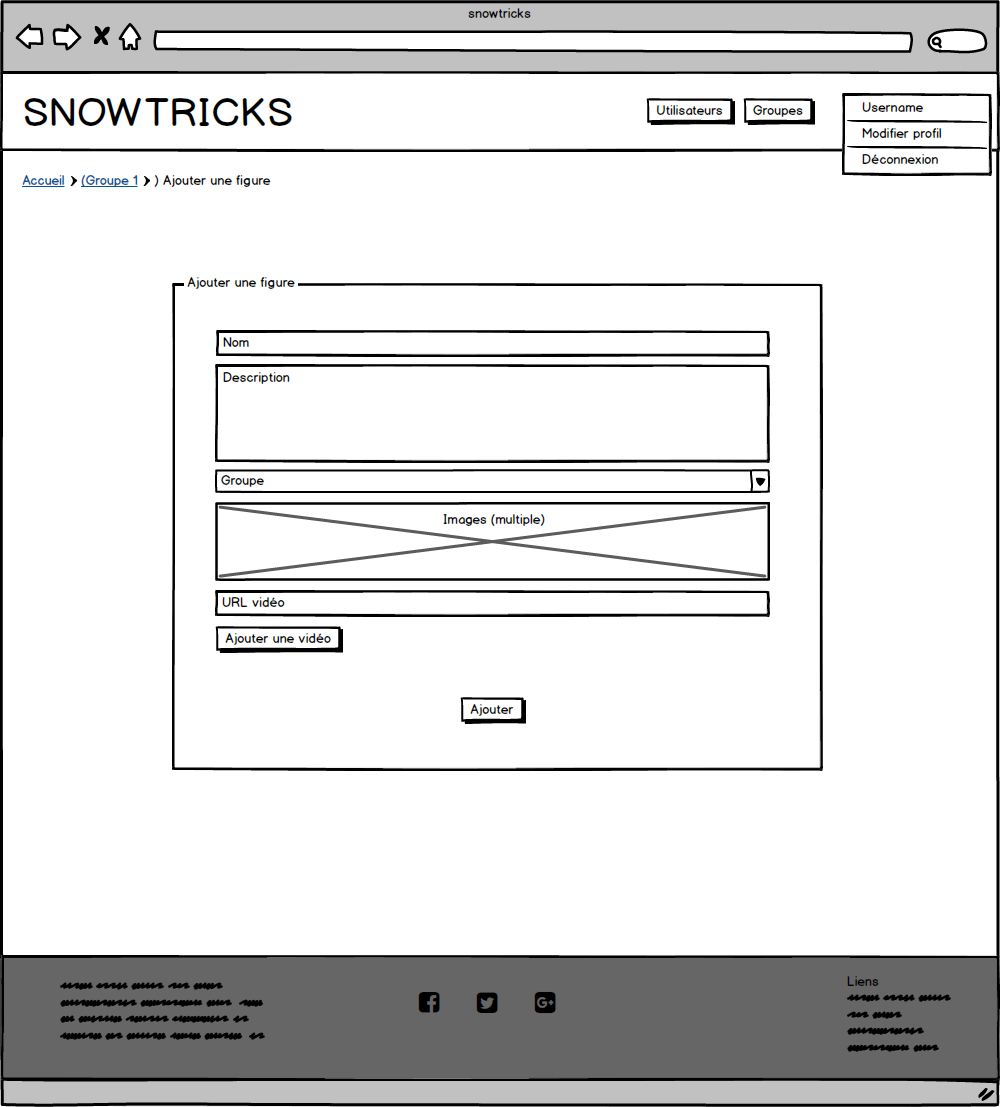 snowtricks
SNOWTRICKS
Utilisateurs
Groupes
Username
Modifier profil
Déconnexion
Accueil (Groupe 1 ) Ajouter une figure
Ajouter une figure
Nom
Description
Groupe
Images (multiple)
URL vidéo
Ajouter une vidéo
Ajouter
Liens